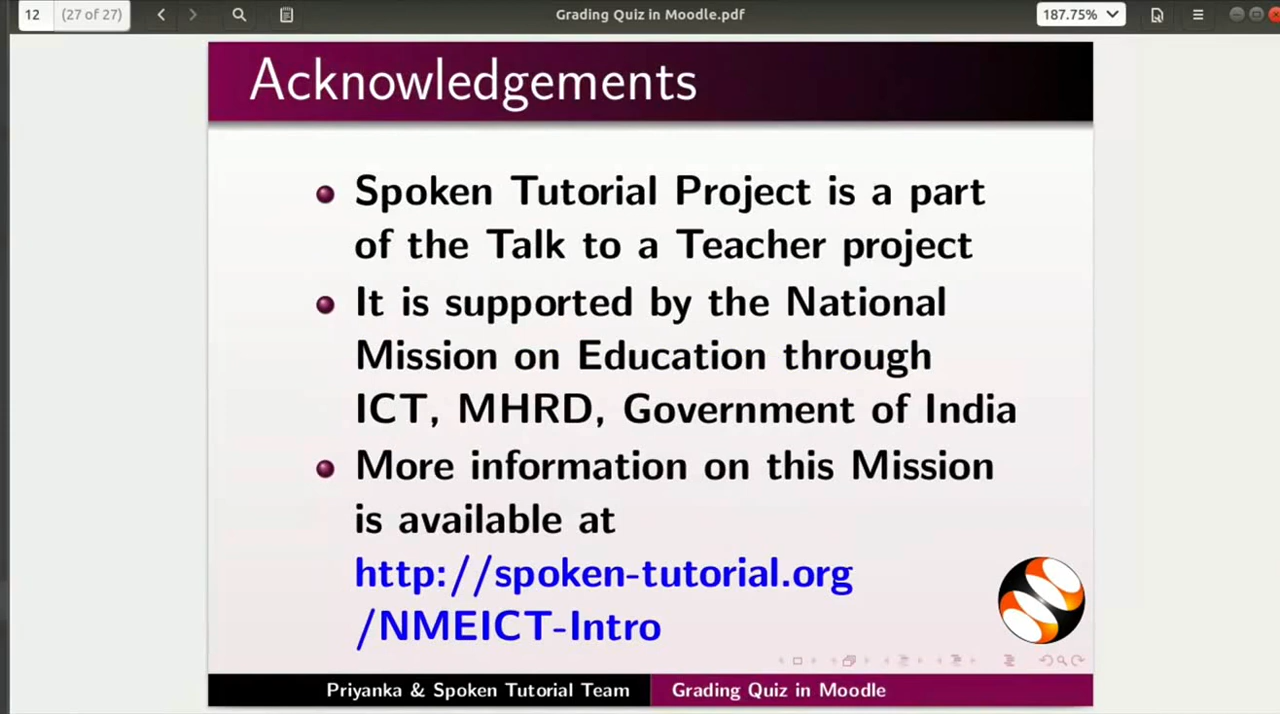 12 (27 of 27) Grading Quiz in Moodle.pdf 187.75%
Acknowledgements
Spoken Tutorial Project is a part
of the Talk to a Teacher project
It is supported by the National
Mission on Education through
ICT, MHRD, Government of India
More information on this Mission
is available at
http://spoken-tutorial.org
/NMEICT-Intro
Priyanka & Spoken Tutorial Team Grading Quiz in Moodle